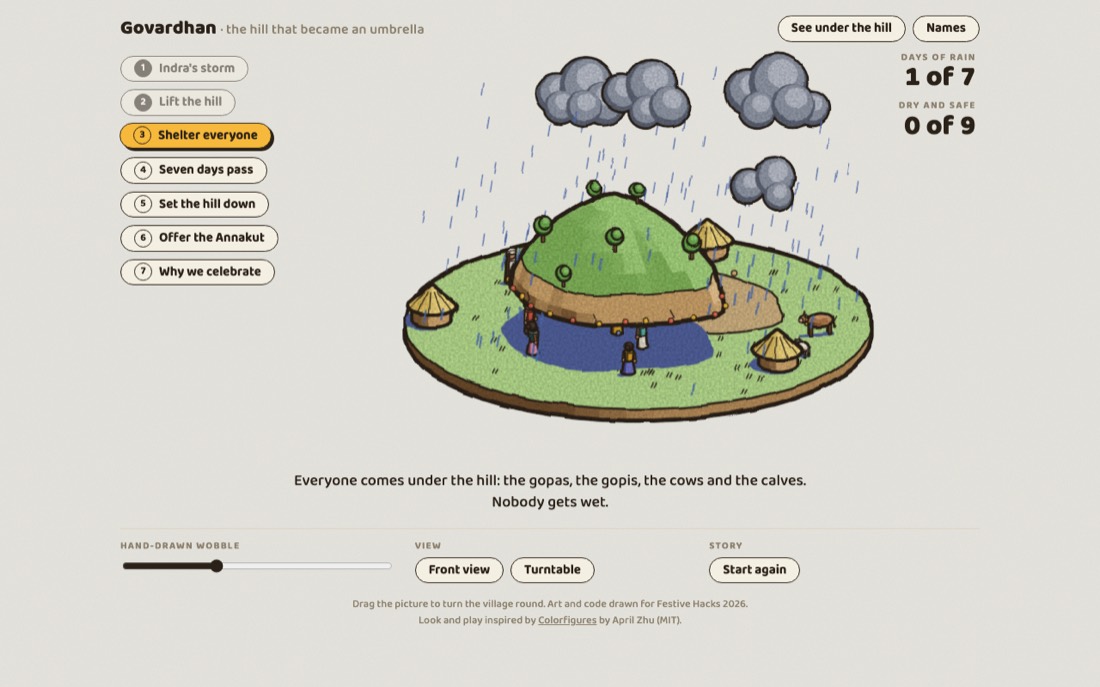 Govardhan · the hill that became an umbrella
See under the hill
Names
1 Indra's storm
2 Lift the hill
3 Shelter everyone
4 Seven days pass
5 Set the hill down
6 Offer the Annakut
7 Why we celebrate
DAYS OF RAIN
1 of 7
DRY AND SAFE
0 of 9
Everyone comes under the hill: the gopas, the gopis, the cows and the calves.
Nobody gets wet.
HAND-DRAWN WOBBLE
VIEW
Front view
Turntable
STORY
Start again
Drag the picture to turn the village round. Art and code drawn for Festive Hacks 2026.
Look and play inspired by Colorfigures by April Zhu (MIT).